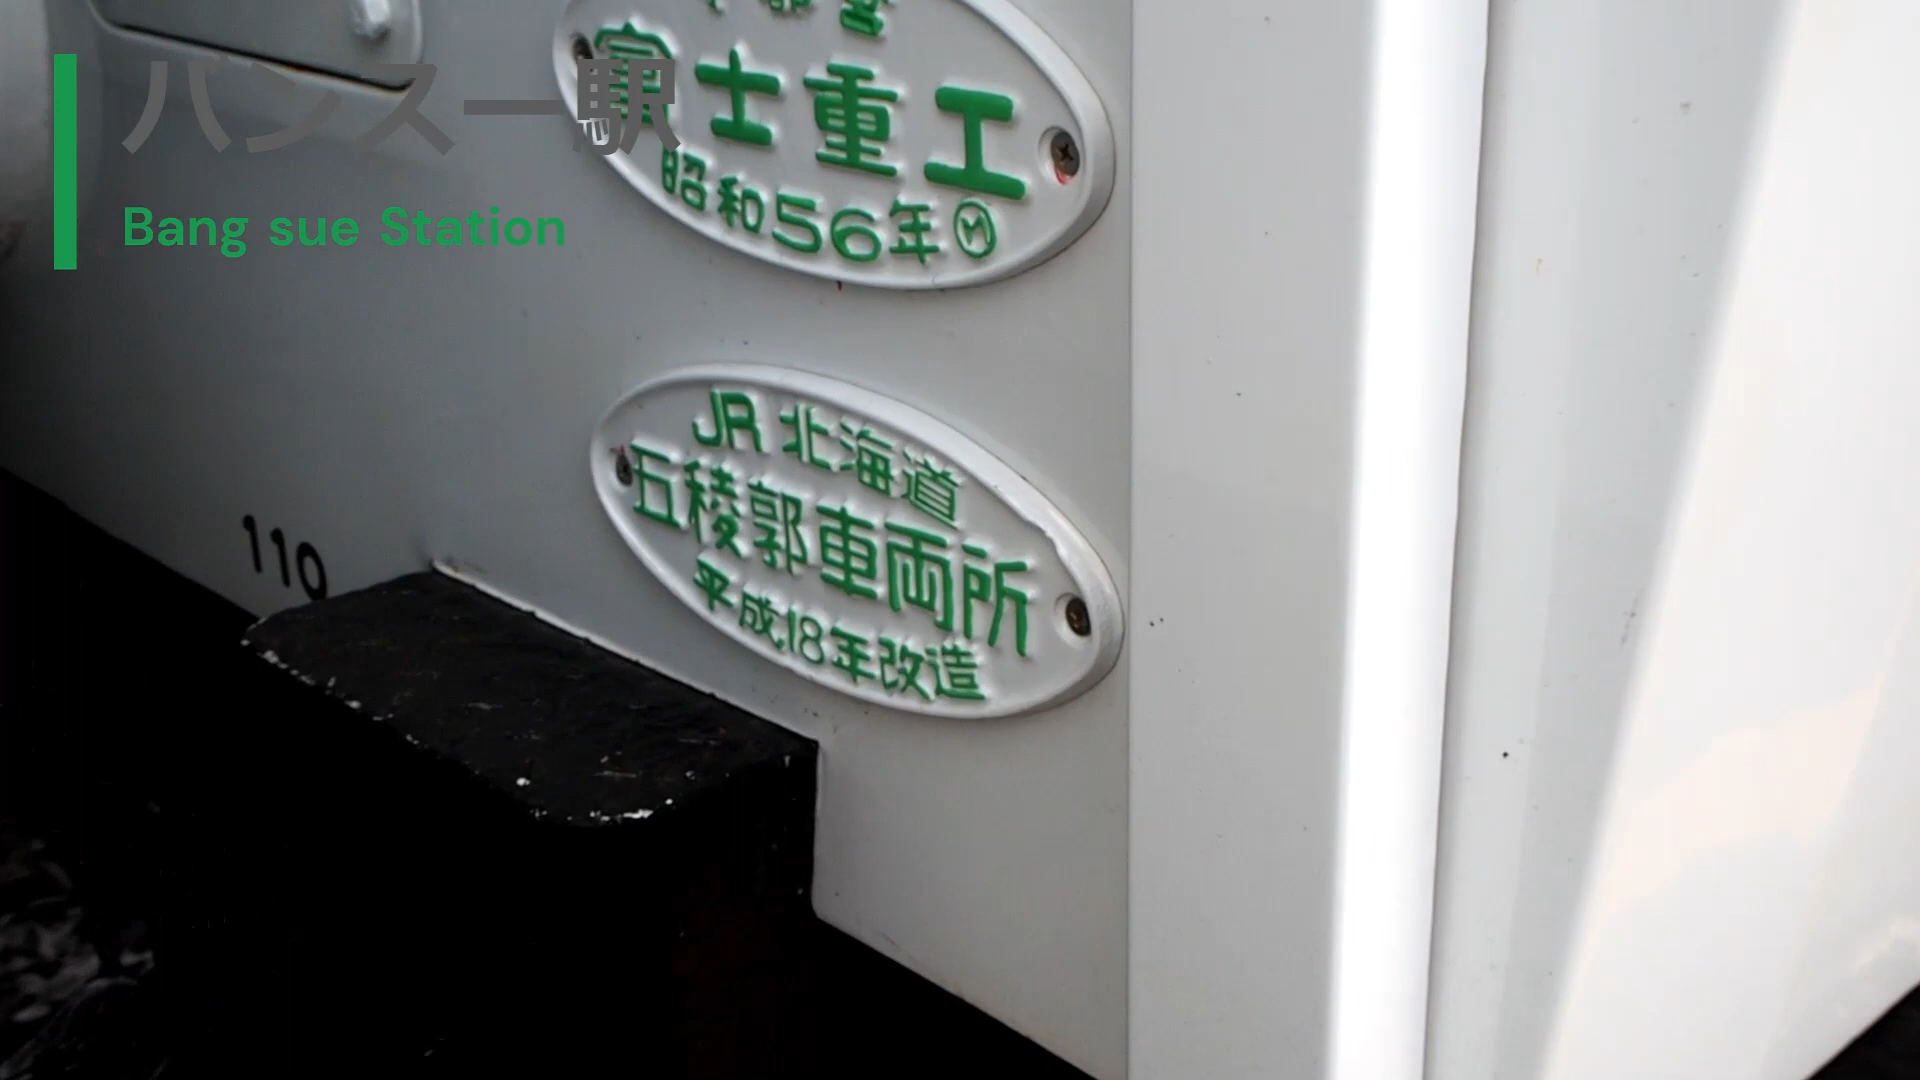 バンスー駅
Bang sue Station
富士重工
昭和56年Ⓜ
JR北海道
五稜郭車両所
平成18年改造
110